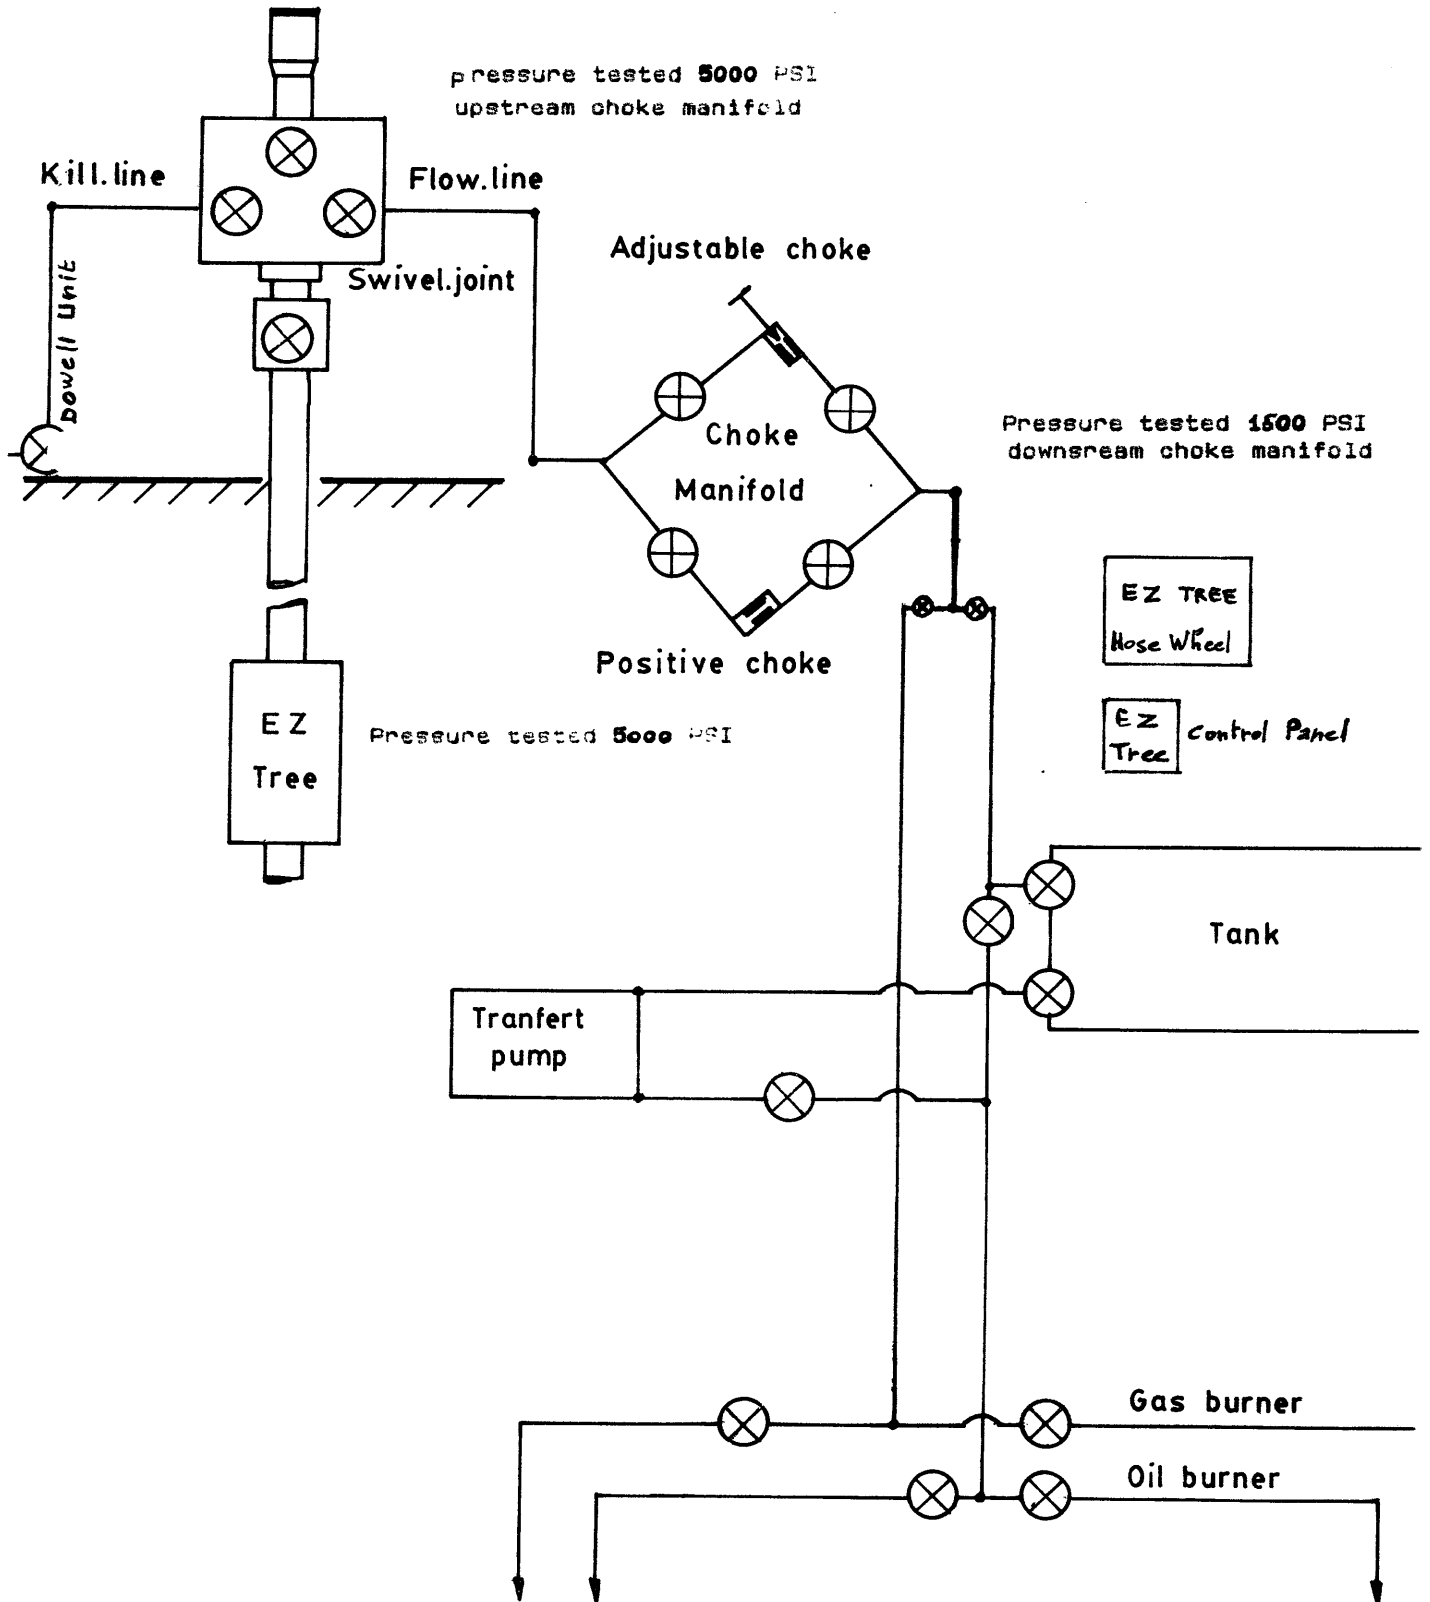 pressure tested 5000 PSI
upstream choke manifold
Kill.line
Flow.line
Adjustable choke
Swivel.joint
Dowell Unit
Choke
Manifold
Pressure tested 1500 PSI
downsream choke manifold
EZ TREE
Hose Wheel
Positive choke
EZ
Tree
Control Panel
EZ
Tree
Pressure tested 5000 PSI
Tank
Tranfert
pump
Gas burner
Oil burner